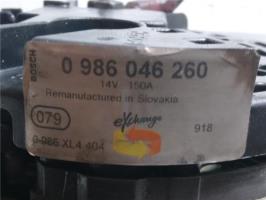 BOSCH
0 986 046 260
14V 150A
Remanufactured in Slovakia
079
eXchange
918
0-986 XL4 404